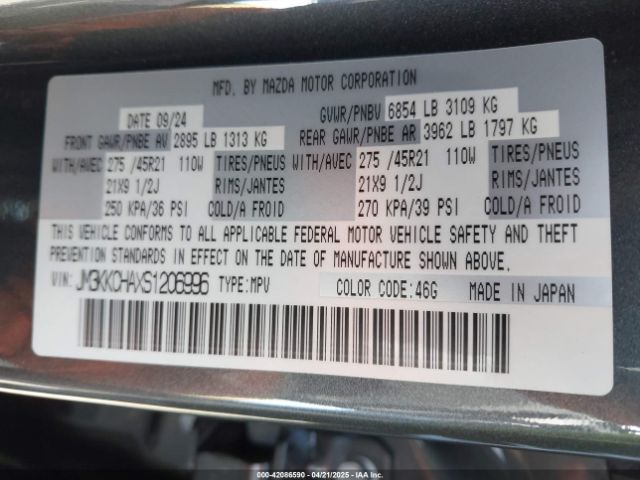 MFD. BY MAZDA MOTOR CORPORATION
DATE 09/24 GVWR/PNBV 6854 LB 3109 KG
FRONT GAWR/PNBE AV 2895 LB 1313 KG REAR GAWR/PNBE AR 3962 LB 1797 KG
WITH/AVEC 275 /45R21 110W TIRES/PNEUS WITH/AVEC 275 /45R21 110W TIRES/PNEUS
21X9 1/2J RIMS/JANTES 21X9 1/2J RIMS/JANTES
250 KPA/36 PSI COLD/A FROID 270 KPA/39 PSI COLD/A FROID
THIS VEHICLE CONFORMS TO ALL APPLICABLE FEDERAL MOTOR VEHICLE SAFETY AND THEFT
PREVENTION STANDARDS IN EFFECT ON THE DATE OF MANUFACTURE SHOWN ABOVE.
VIN: JM3KKCHAXS1206996 TYPE:MPV COLOR CODE:46G MADE IN JAPAN
000-42086590 - 04/21/2025 - IAAI.COM